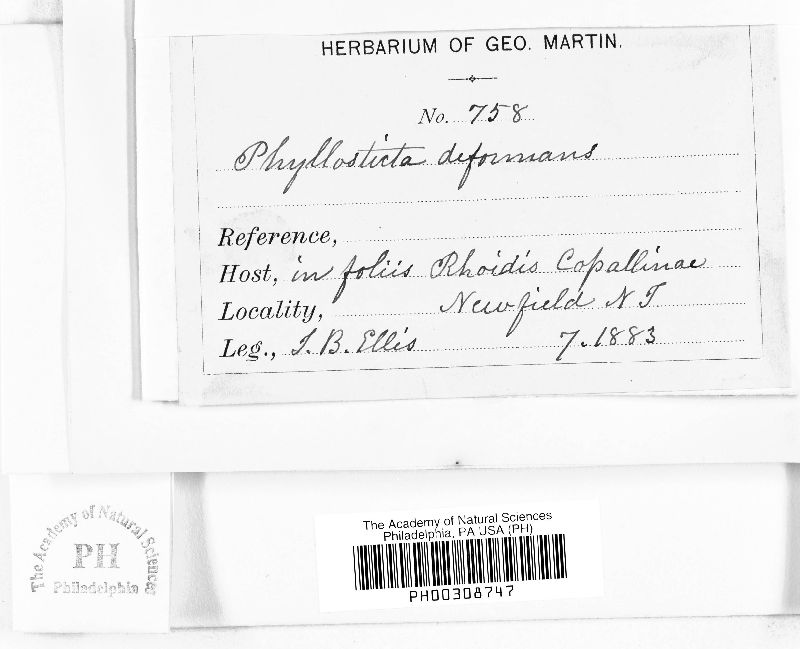 HERBARIUM OF GEO. MARTIN.
No. 758
Phyllosticta deformans
Reference,
Host, in foliis Rhoidis Copallinae
Locality, Newfield N J
Leg., J. B. Ellis 7. 1883
The Academy of Natural Sciences
PH
Philadelphia
The Academy of Natural Sciences
Philadelphia, PA USA (PH)
PH00308747